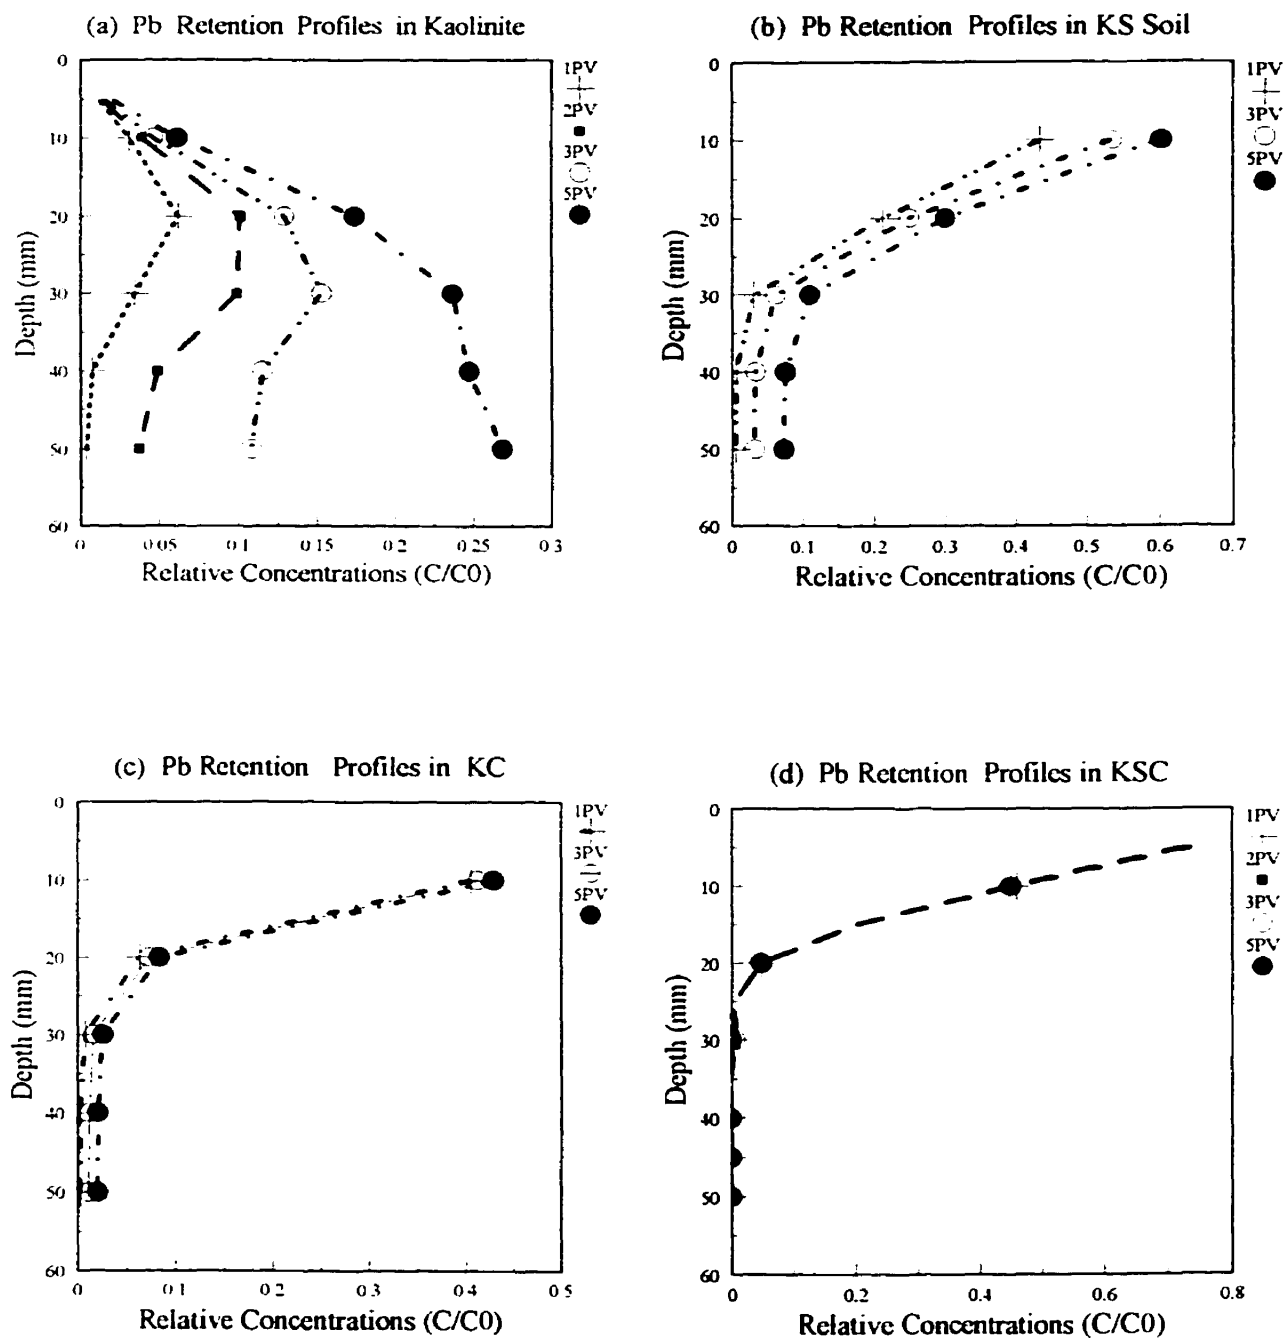 (a) Pb Retention Profiles in Kaolinite
0
10
20
30
40
50
60
Depth (mm)
0
0.05
0.1
0.15
0.2
0.25
0.3
Relative Concentrations (C/C0)
1PV
2PV
3PV
5PV
(b) Pb Retention Profiles in KS Soil
0
10
20
30
40
50
60
Depth (mm)
0
0.1
0.2
0.3
0.4
0.5
0.6
0.7
Relative Concentrations (C/C0)
1PV
3PV
5PV
(c) Pb Retention Profiles in KC
0
10
20
30
40
50
60
Depth (mm)
0
0.1
0.2
0.3
0.4
0.5
Relative Concentrations (C/C0)
1PV
3PV
5PV
(d) Pb Retention Profiles in KSC
0
10
20
30
40
50
60
Depth (mm)
0
0.2
0.4
0.6
0.8
Relative Concentrations (C/C0)
1PV
2PV
3PV
5PV